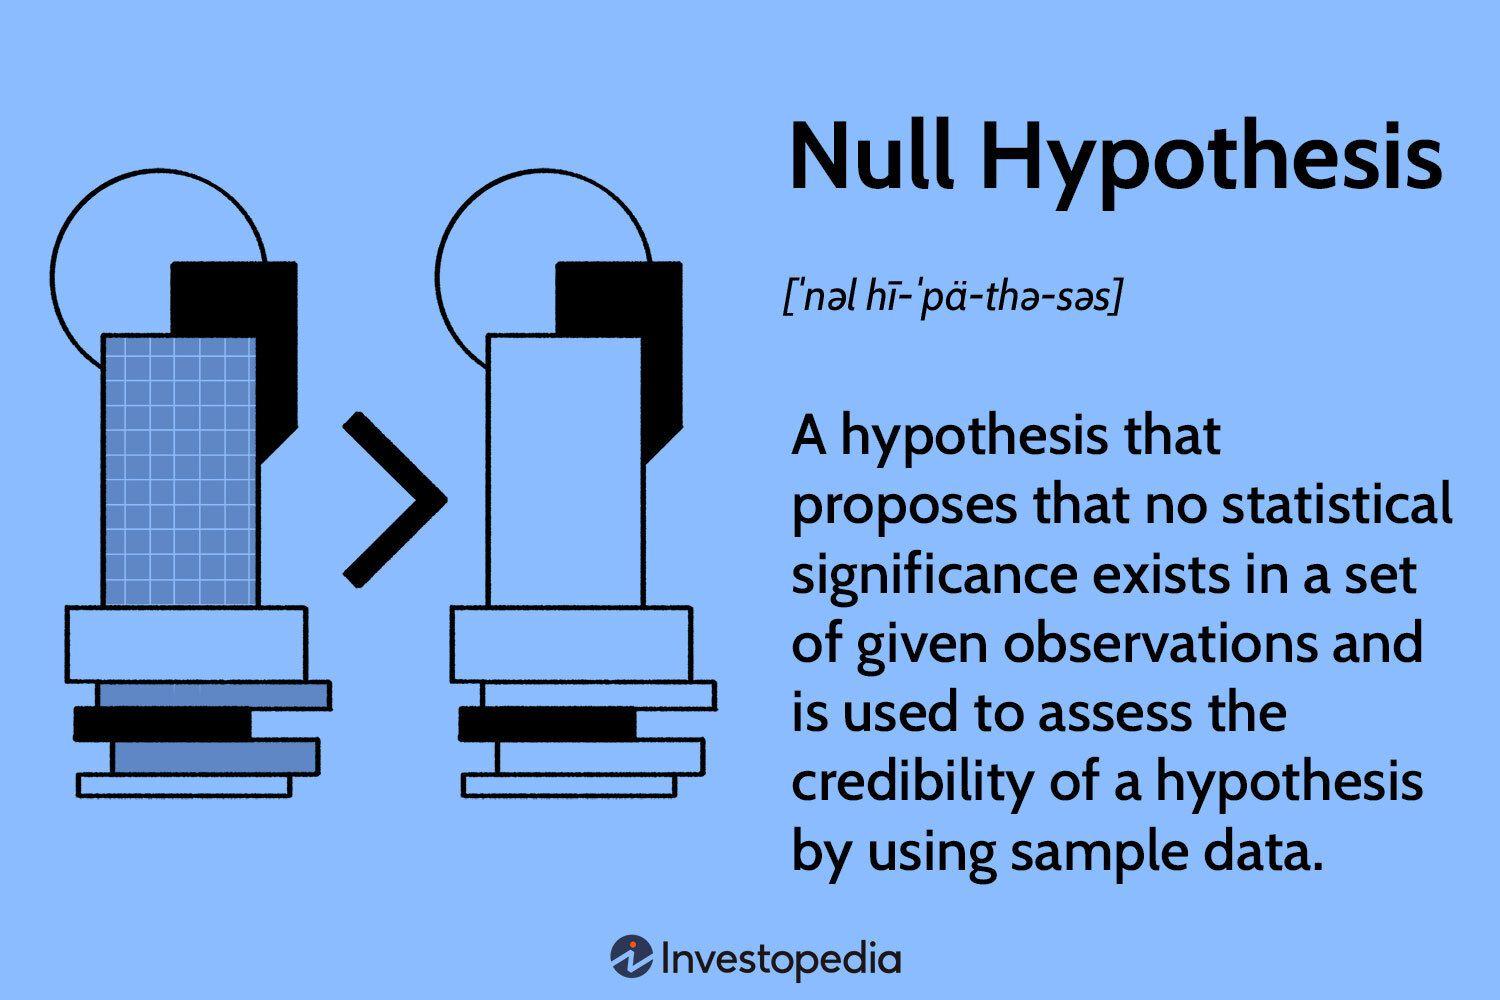 Null Hypothesis
[ˈnəl hī-ˈpä-thə-səs]
A hypothesis that
proposes that no statistical
significance exists in a set
of given observations and
is used to assess the
credibility of a hypothesis
by using sample data.
Investopedia